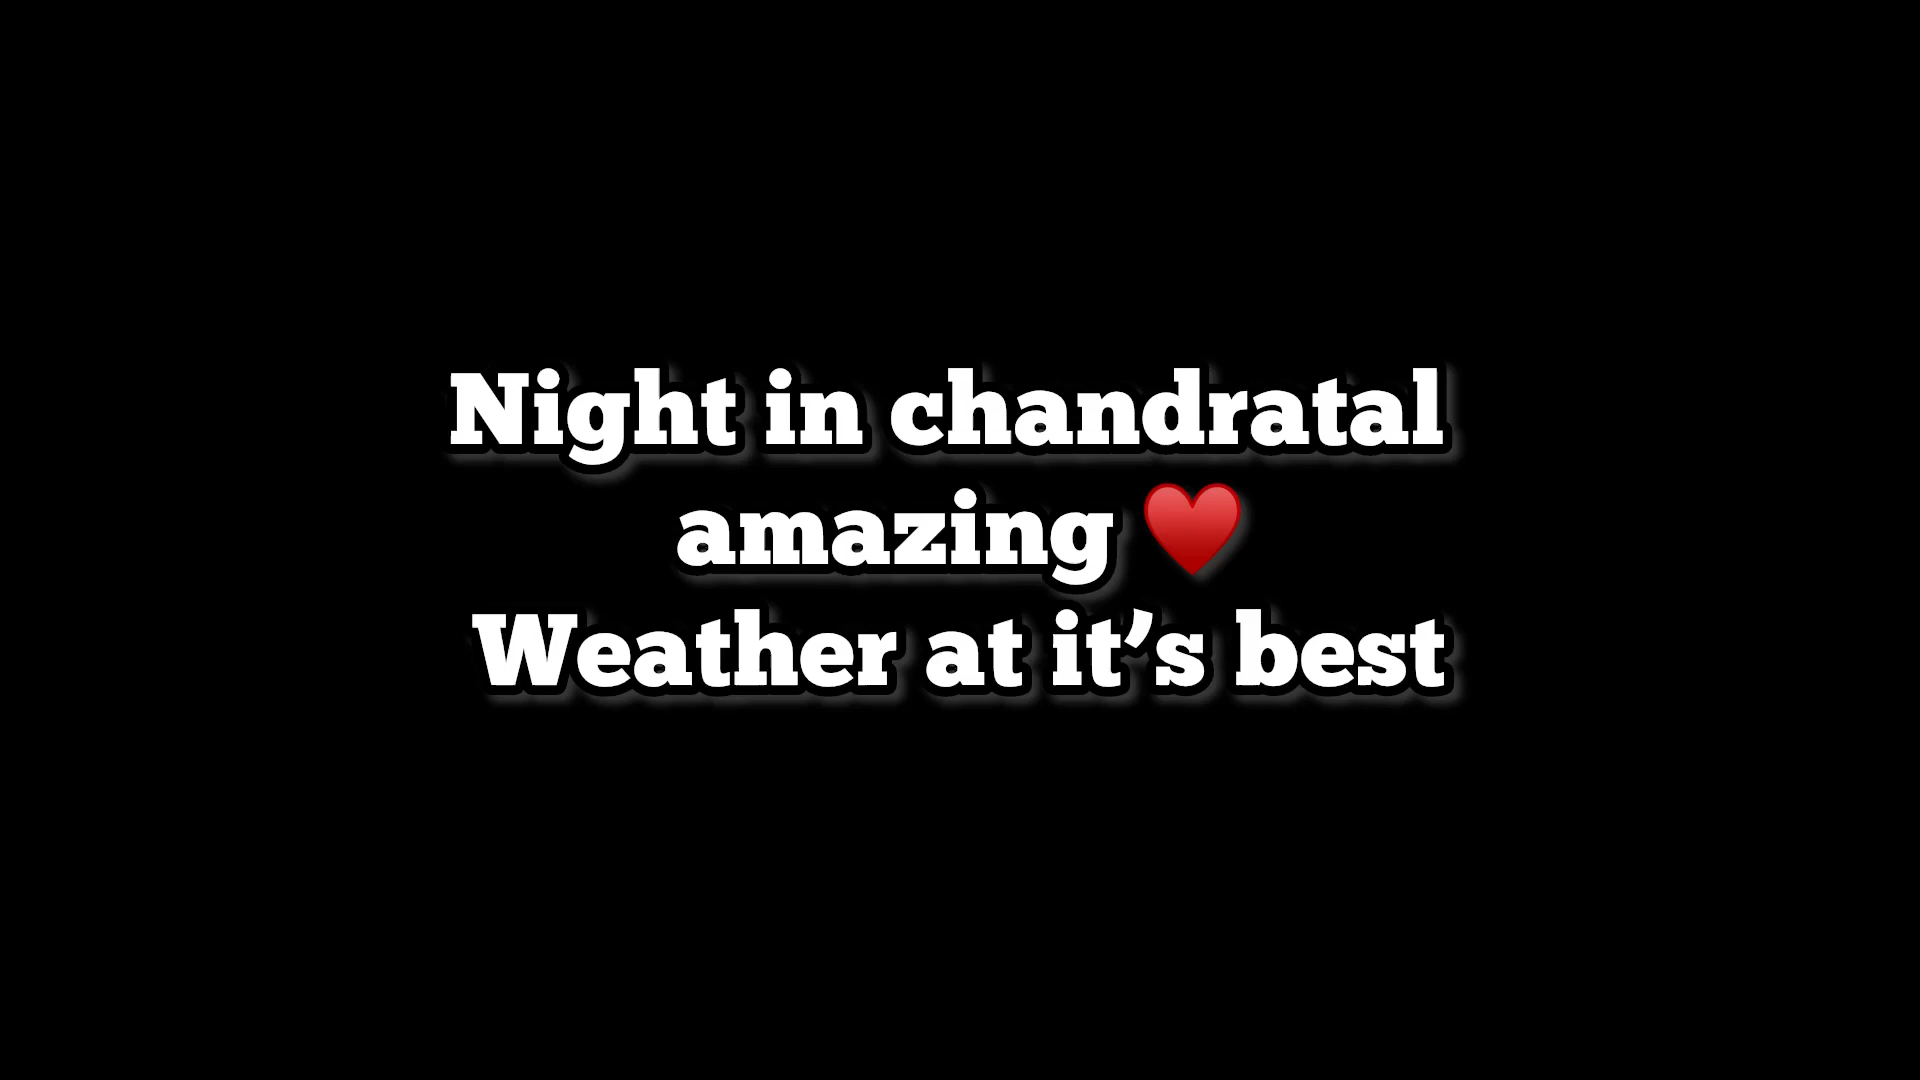 Night in chandratal
amazing ♥️
Weather at it’s best